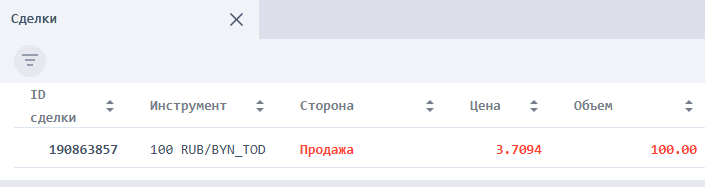 Сделки
ID сделки Инструмент Сторона Цена Объем
190863857 100 RUB/BYN_TOD Продажа 3.7094 100.00